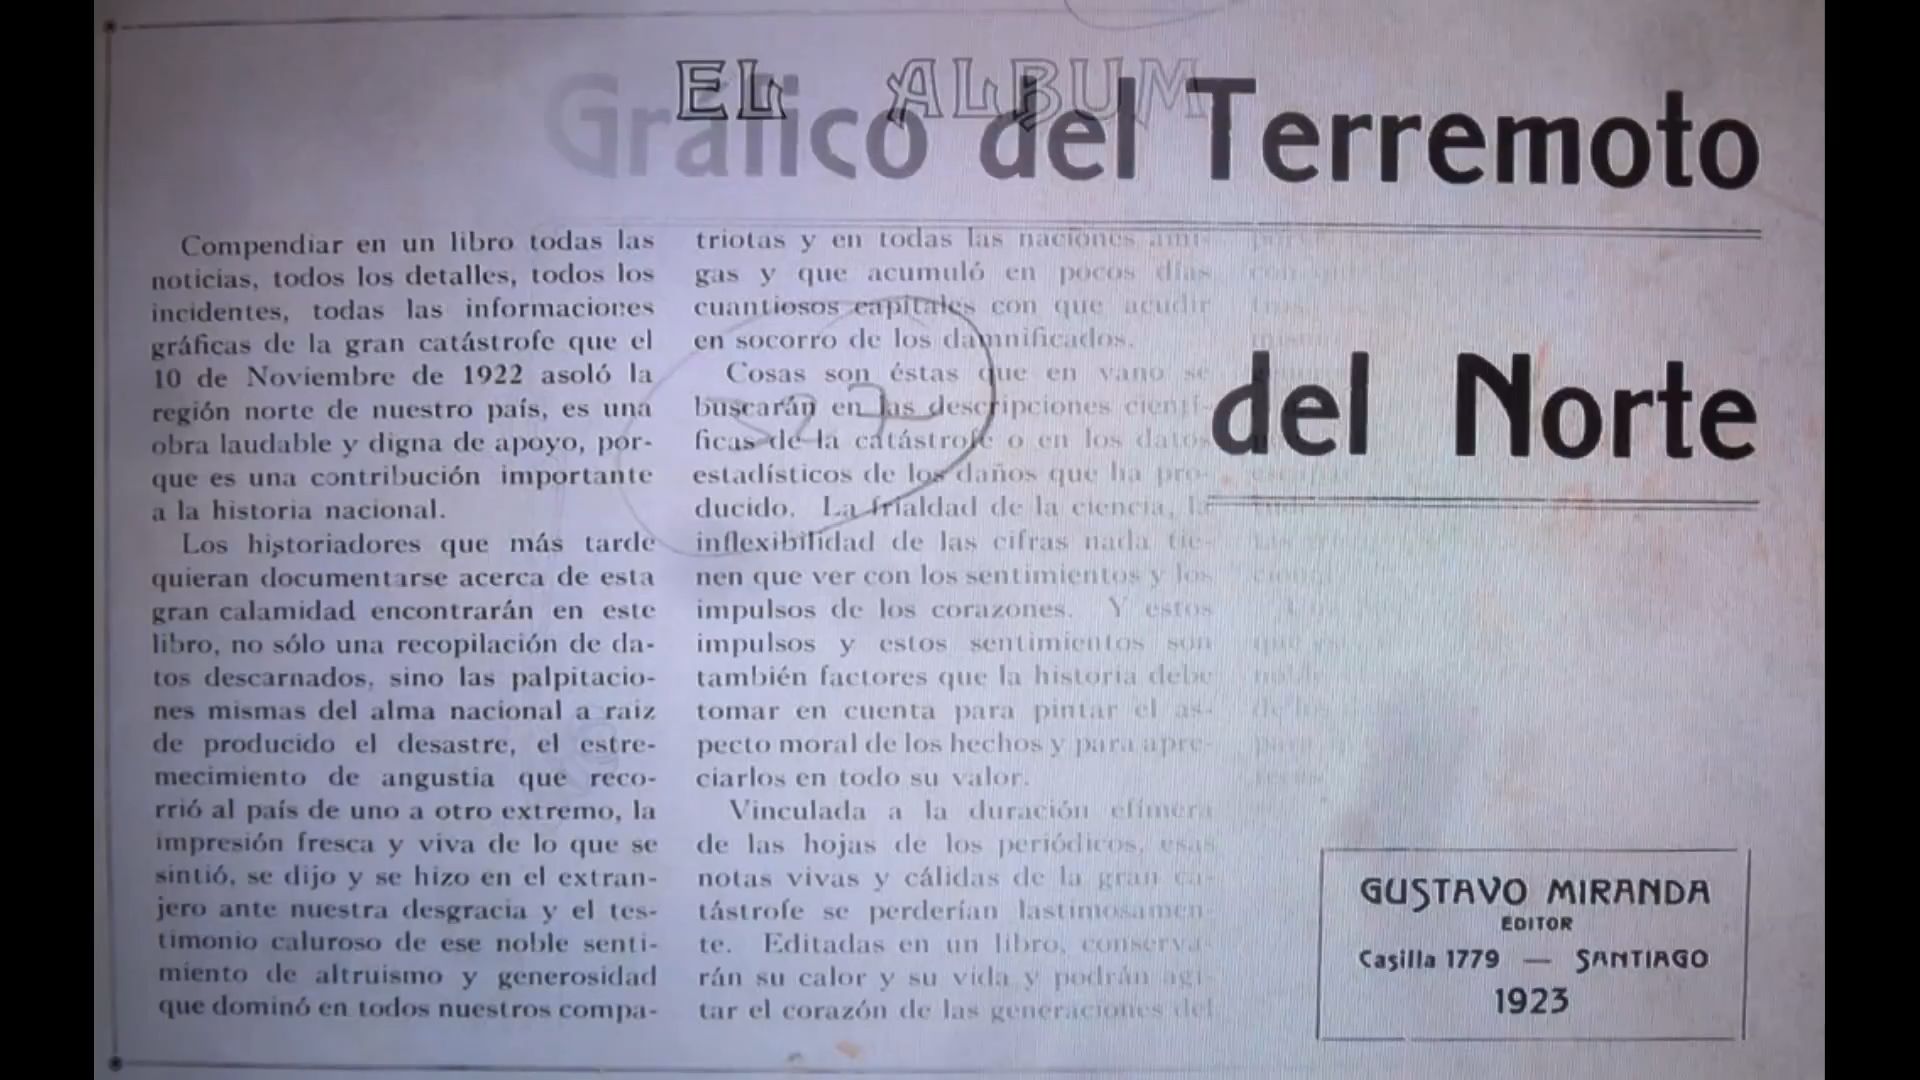 EL ALBUM
Gráfico del Terremoto
del Norte
Compendiar en un libro todas las
noticias, todos los detalles, todos los
incidentes, todas las informaciones
gráficas de la gran catástrofe que el
10 de Noviembre de 1922 asoló la
región norte de nuestro país, es una
obra laudable y digna de apoyo, por-
que es una contribución importante
a la historia nacional.
Los historiadores que más tarde
quieran documentarse acerca de esta
gran calamidad encontrarán en este
libro, no sólo una recopilación de da-
tos descarnados, sino las palpitacio-
nes mismas del alma nacional a raiz
de producido el desastre, el estre-
mecimiento de angustia que reco-
rrió al país de uno a otro extremo, la
impresión fresca y viva de lo que se
sintió, se dijo y se hizo en el extran-
jero ante nuestra desgracia y el tes-
timonio caluroso de ese noble senti-
miento de altruismo y generosidad
que dominó en todos nuestros compa-
triotas y en todas las naciones ami-
gas y que acumuló en pocos días
cuantiosos capitales con que acudir
en socorro de los damnificados.
Cosas son éstas que en vano se
buscarán en las descripciones cientí-
ficas de la catástrofe o en los datos
estadísticos de los daños que ha pro-
ducido. La frialdad de la ciencia, la
inflexibilidad de las cifras nada tie-
nen que ver con los sentimientos y los
impulsos de los corazones. Y estos
impulsos y estos sentimientos son
también factores que la historia debe
tomar en cuenta para pintar el as-
pecto moral de los hechos y para apre-
ciarlos en todo su valor.
Vinculada a la duración efímera
de las hojas de los periódicos, esas
notas vivas y cálidas de la gran ca-
tástrofe se perderían lastimosamen-
te. Editadas en un libro, conserva-
rán su calor y su vida y podrán agi-
tar el corazón de las generaciones del
GUSTAVO MIRANDA
EDITOR
Casilla 1779 — SANTIAGO
1923